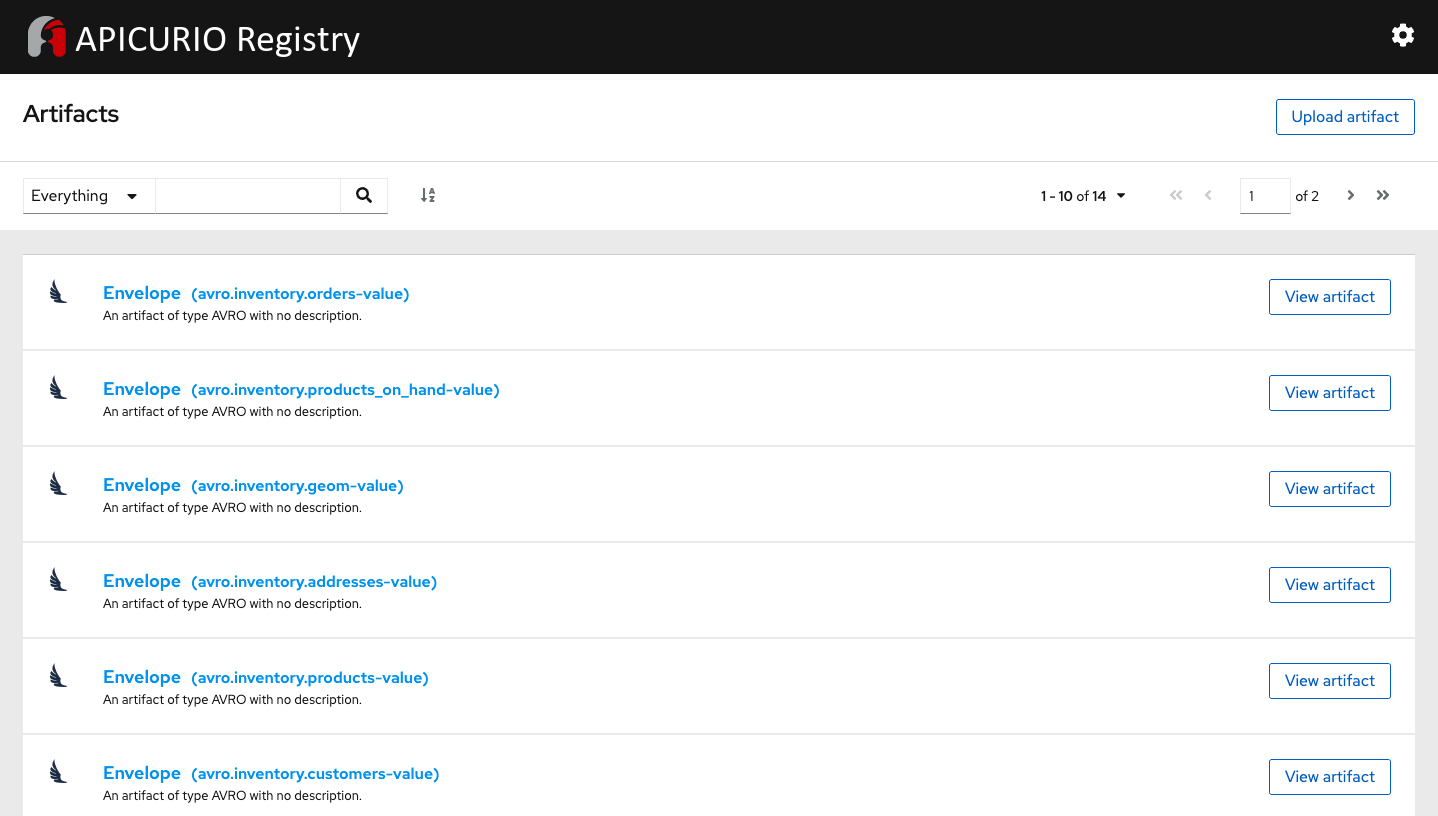 APICURIO Registry
Artifacts
Upload artifact
Everything
1 - 10 of 14
1 of 2
Envelope (avro.inventory.orders-value)
An artifact of type AVRO with no description.
View artifact
Envelope (avro.inventory.products_on_hand-value)
An artifact of type AVRO with no description.
View artifact
Envelope (avro.inventory.geom-value)
An artifact of type AVRO with no description.
View artifact
Envelope (avro.inventory.addresses-value)
An artifact of type AVRO with no description.
View artifact
Envelope (avro.inventory.products-value)
An artifact of type AVRO with no description.
View artifact
Envelope (avro.inventory.customers-value)
An artifact of type AVRO with no description.
View artifact